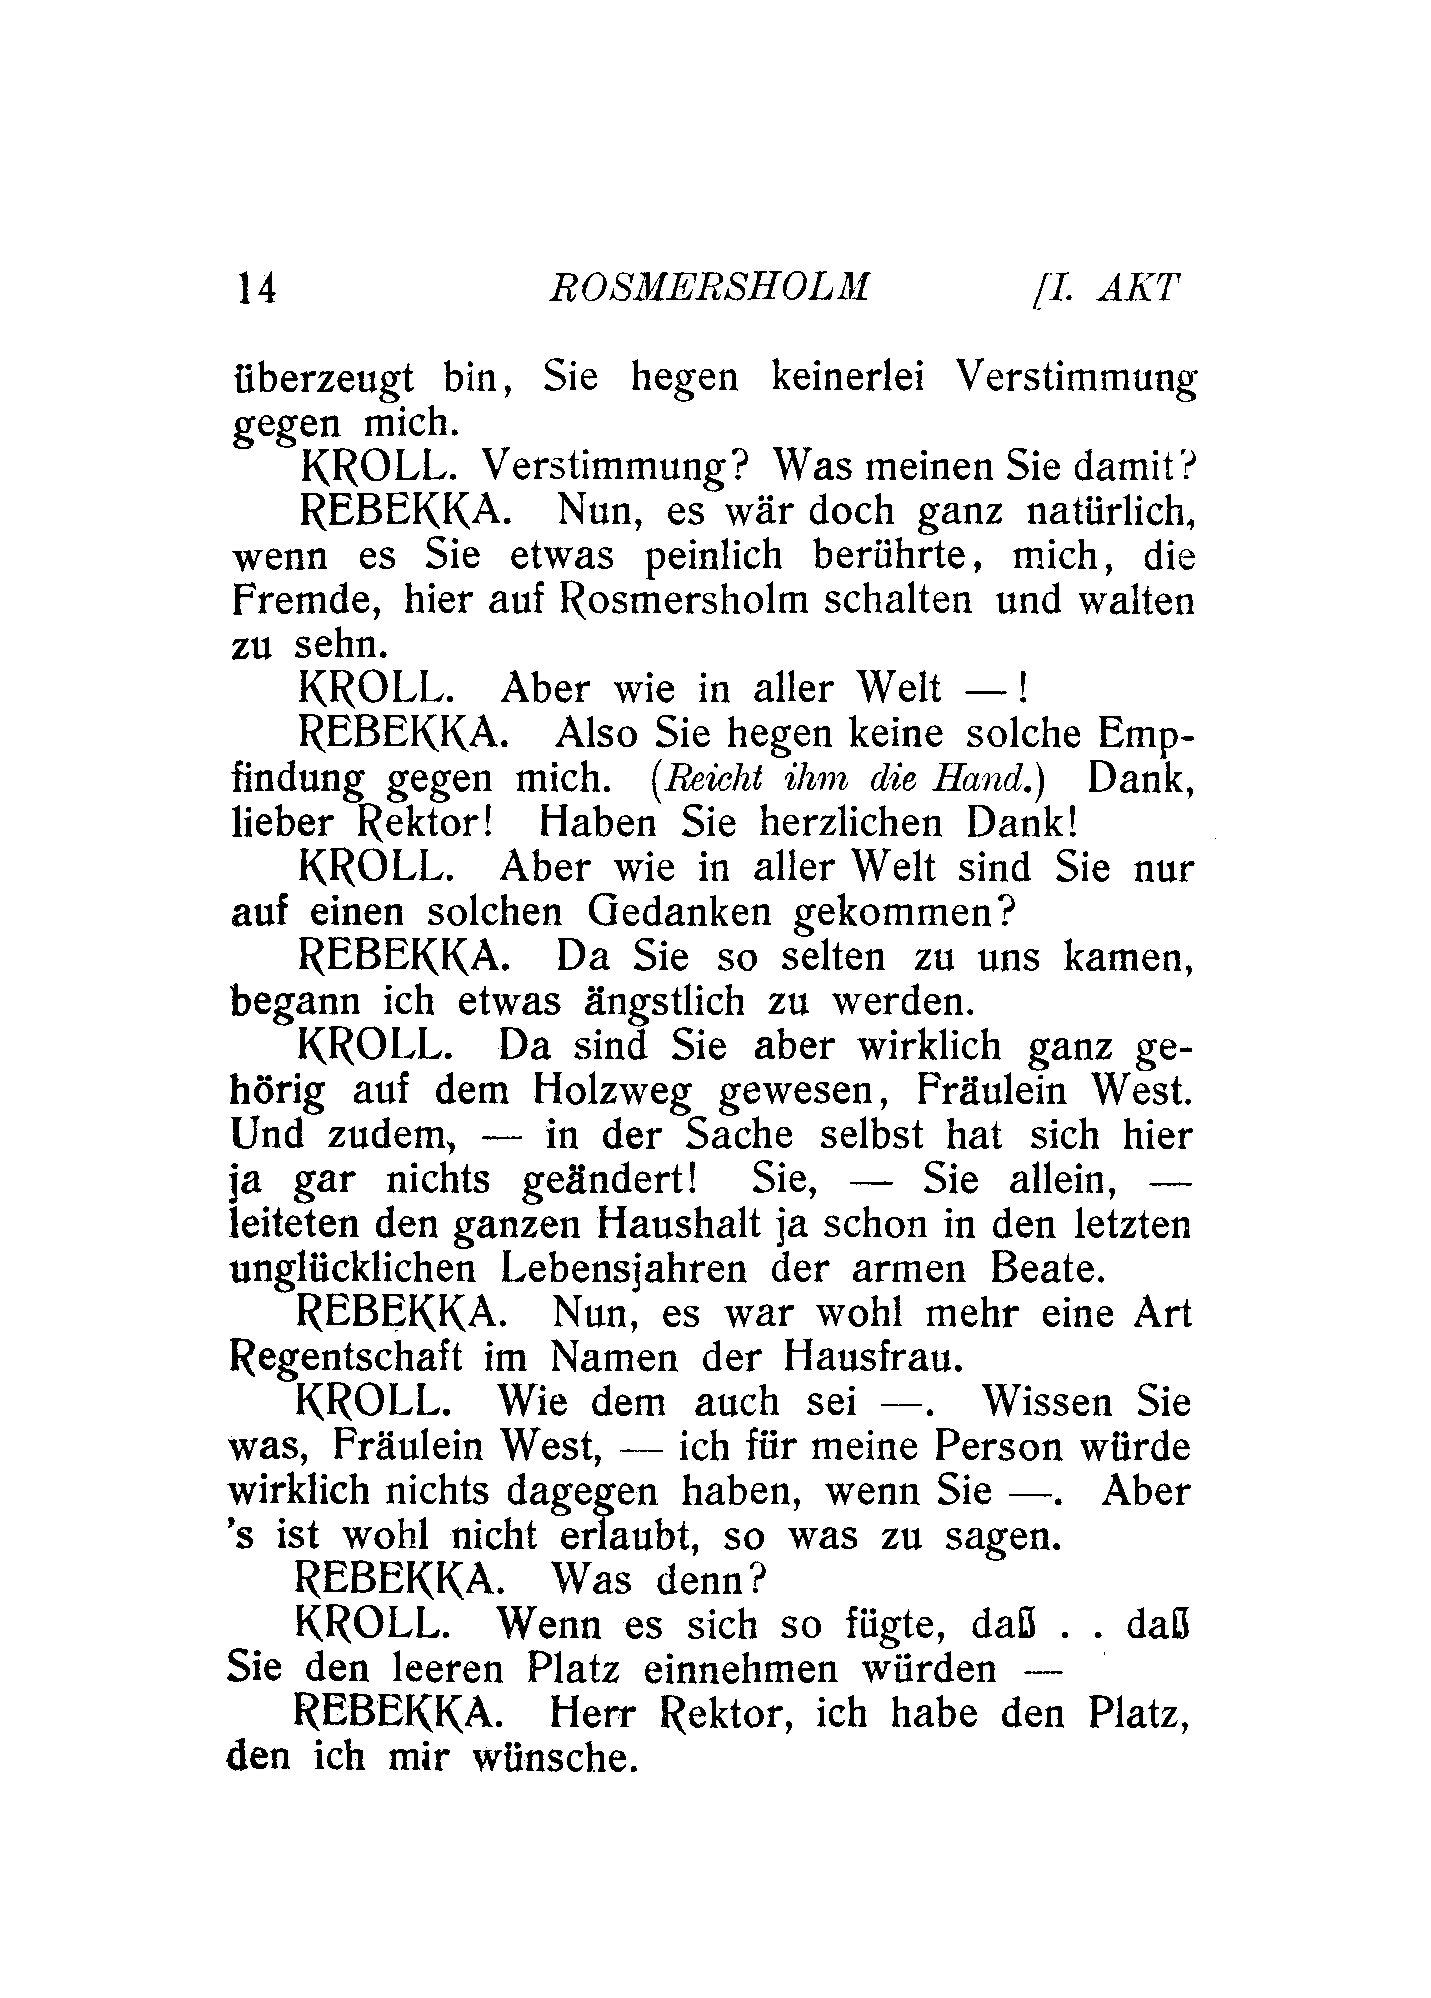 14 ROSMERSHOLM [I. AKT
überzeugt bin, Sie hegen keinerlei Verstimmung
gegen mich.
KROLL. Verstimmung? Was meinen Sie damit?
REBEKKA. Nun, es wär doch ganz natürlich,
wenn es Sie etwas peinlich berührte, mich, die
Fremde, hier auf Rosmersholm schalten und walten
zu sehn.
KROLL. Aber wie in aller Welt — !
REBEKKA. Also Sie hegen keine solche Emp-
findung gegen mich. (Reicht ihm die Hand.) Dank,
lieber Rektor! Haben Sie herzlichen Dank!
KROLL. Aber wie in aller Welt sind Sie nur
auf einen solchen Gedanken gekommen?
REBEKKA. Da Sie so selten zu uns kamen,
begann ich etwas ängstlich zu werden.
KROLL. Da sind Sie aber wirklich ganz ge-
hörig auf dem Holzweg gewesen, Fräulein West.
Und zudem, — in der Sache selbst hat sich hier
ja gar nichts geändert! Sie, — Sie allein, —
leiteten den ganzen Haushalt ja schon in den letzten
unglücklichen Lebensjahren der armen Beate.
REBEKKA. Nun, es war wohl mehr eine Art
Regentschaft im Namen der Hausfrau.
KROLL. Wie dem auch sei —. Wissen Sie
was, Fräulein West, — ich für meine Person würde
wirklich nichts dagegen haben, wenn Sie —. Aber
's ist wohl nicht erlaubt, so was zu sagen.
REBEKKA. Was denn?
KROLL. Wenn es sich so fügte, daß . . daß
Sie den leeren Platz einnehmen würden —
REBEKKA. Herr Rektor, ich habe den Platz,
den ich mir wünsche.